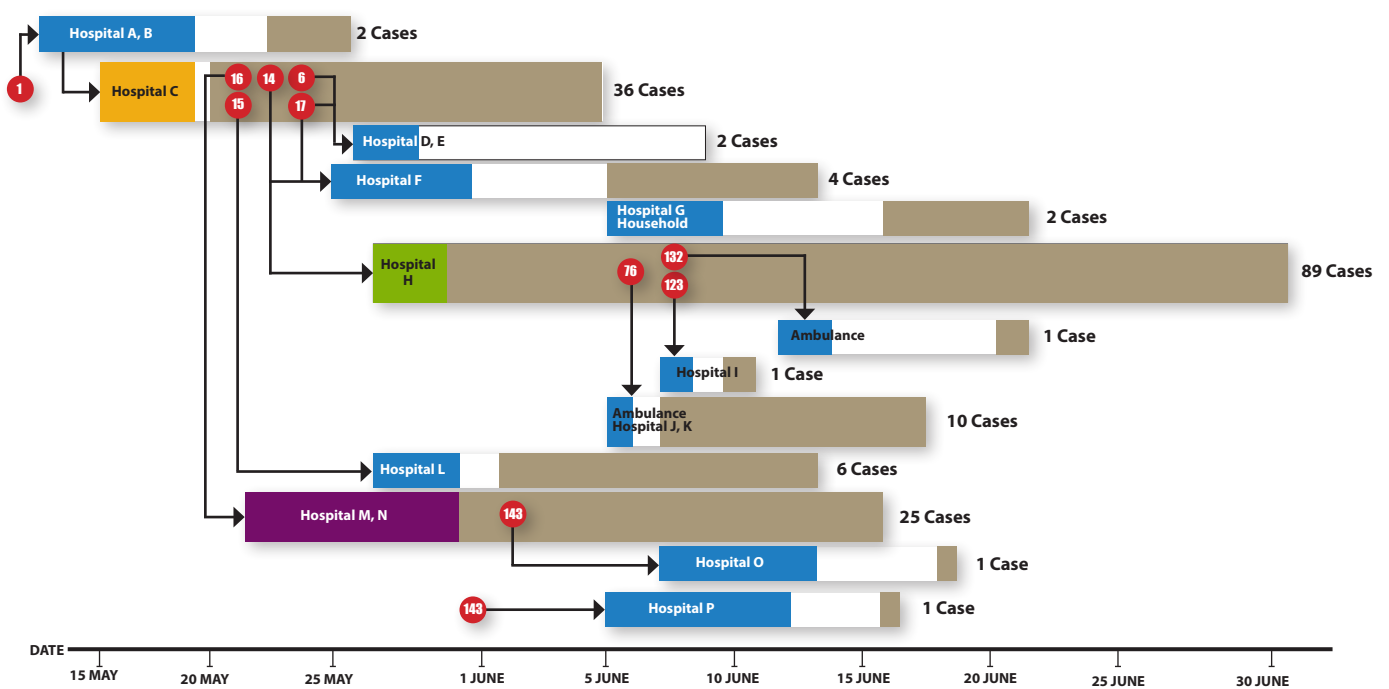 Hospital A, B
2 Cases
1
Hospital C
16
14
6
15
17
36 Cases
Hospital D, E
2 Cases
Hospital F
4 Cases
Hospital G
Household
2 Cases
Hospital
H
76
132
123
89 Cases
Ambulance
1 Case
Hospital I
1 Case
Ambulance
Hospital J, K
10 Cases
Hospital L
6 Cases
Hospital M, N
143
25 Cases
Hospital O
1 Case
143
Hospital P
1 Case
DATE
15 MAY
20 MAY
25 MAY
1 JUNE
5 JUNE
10 JUNE
15 JUNE
20 JUNE
25 JUNE
30 JUNE